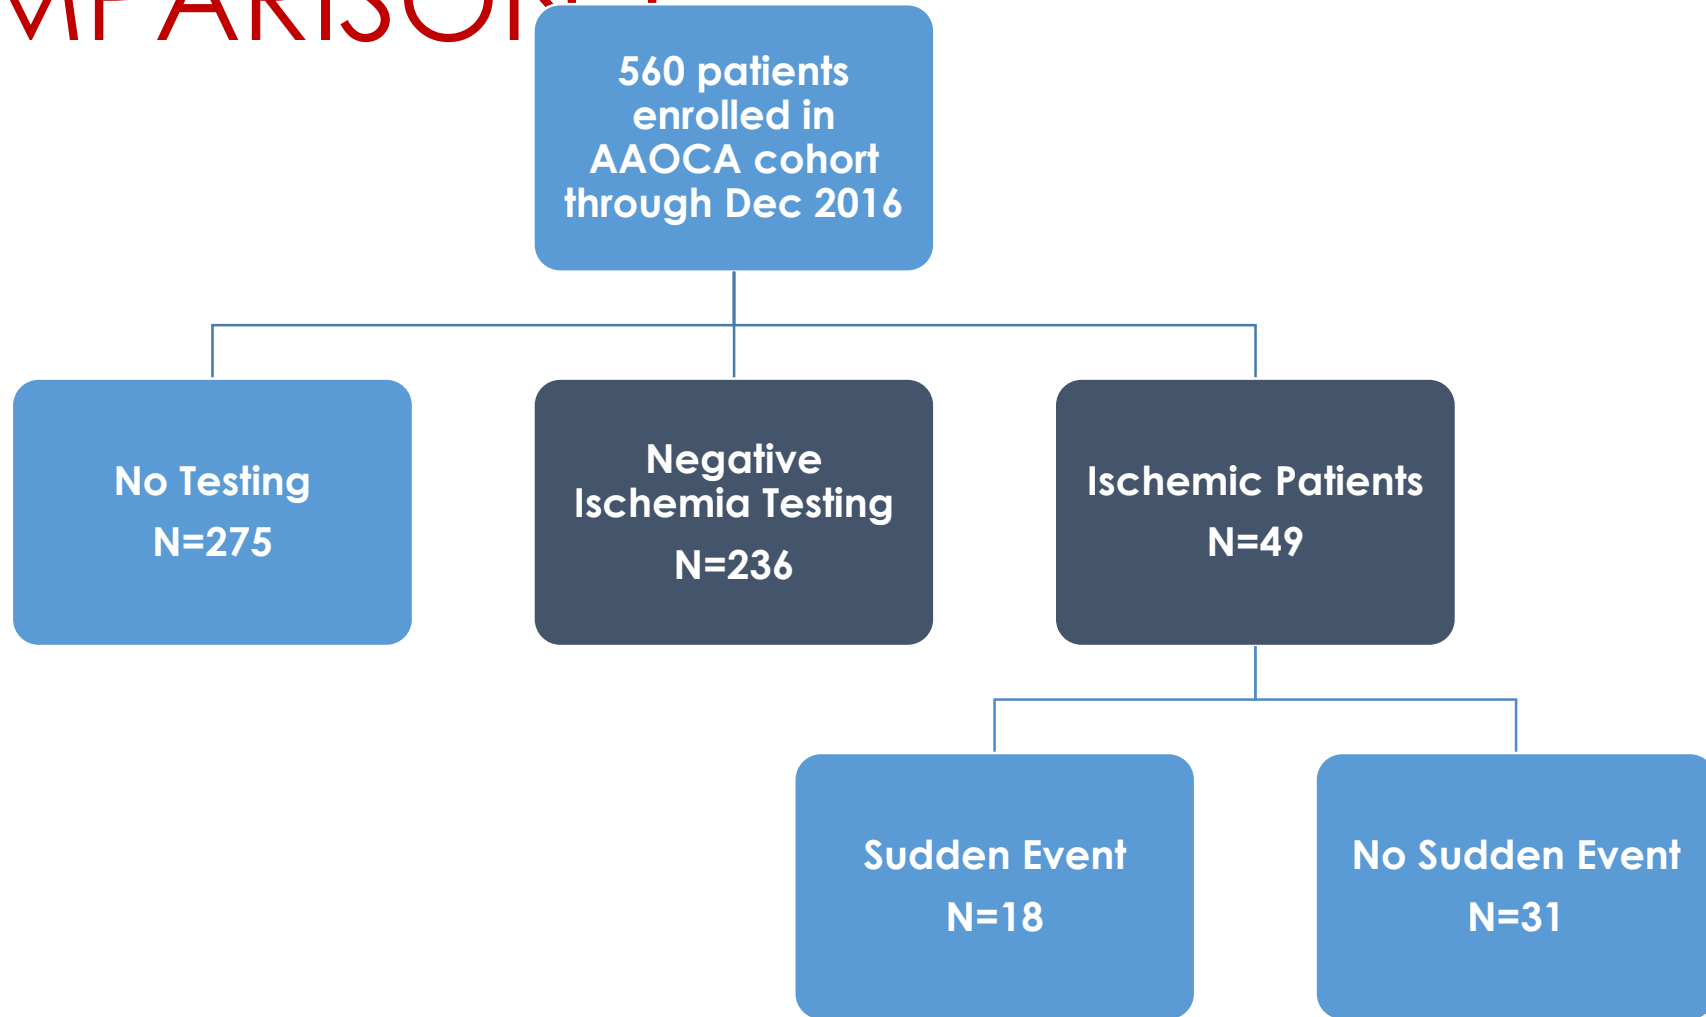 560 patients
enrolled in
AAOCA cohort
through Dec 2016
No Testing
N=275
Negative
Ischemia Testing
N=236
Ischemic Patients
N=49
Sudden Event
N=18
No Sudden Event
N=31